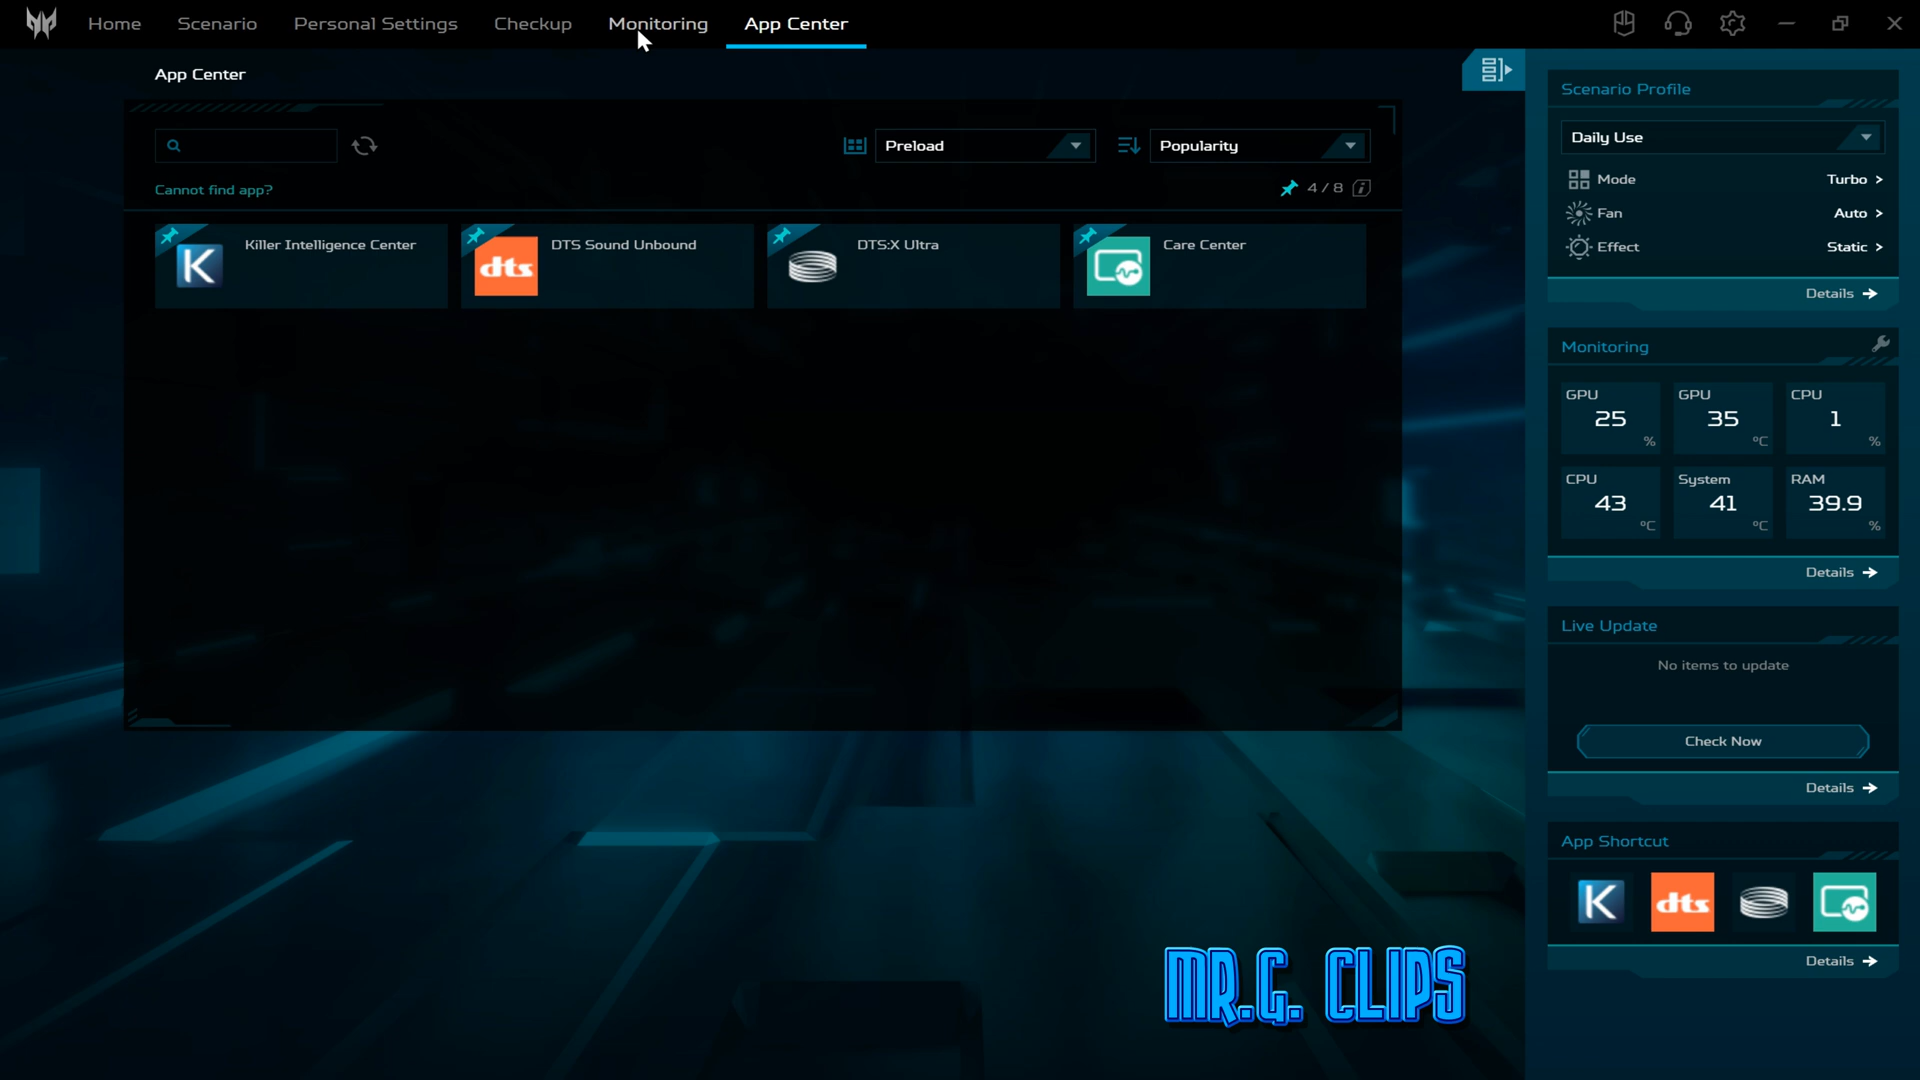 Home
Scenario
Personal Settings
Checkup
Monitoring
App Center
App Center
Preload
Popularity
Cannot find app?
4 / 8
K
Killer Intelligence Center
dts
DTS Sound Unbound
DTS:X Ultra
Care Center
Scenario Profile
Daily Use
Mode
Turbo >
Fan
Auto >
Effect
Static >
Details
Monitoring
GPU
25
%
GPU
35
°C
CPU
1
%
CPU
43
°C
System
41
°C
RAM
39.9
%
Details
Live Update
No items to update
Check Now
Details
App Shortcut
K
dts
Details
MR.G. CLIPS